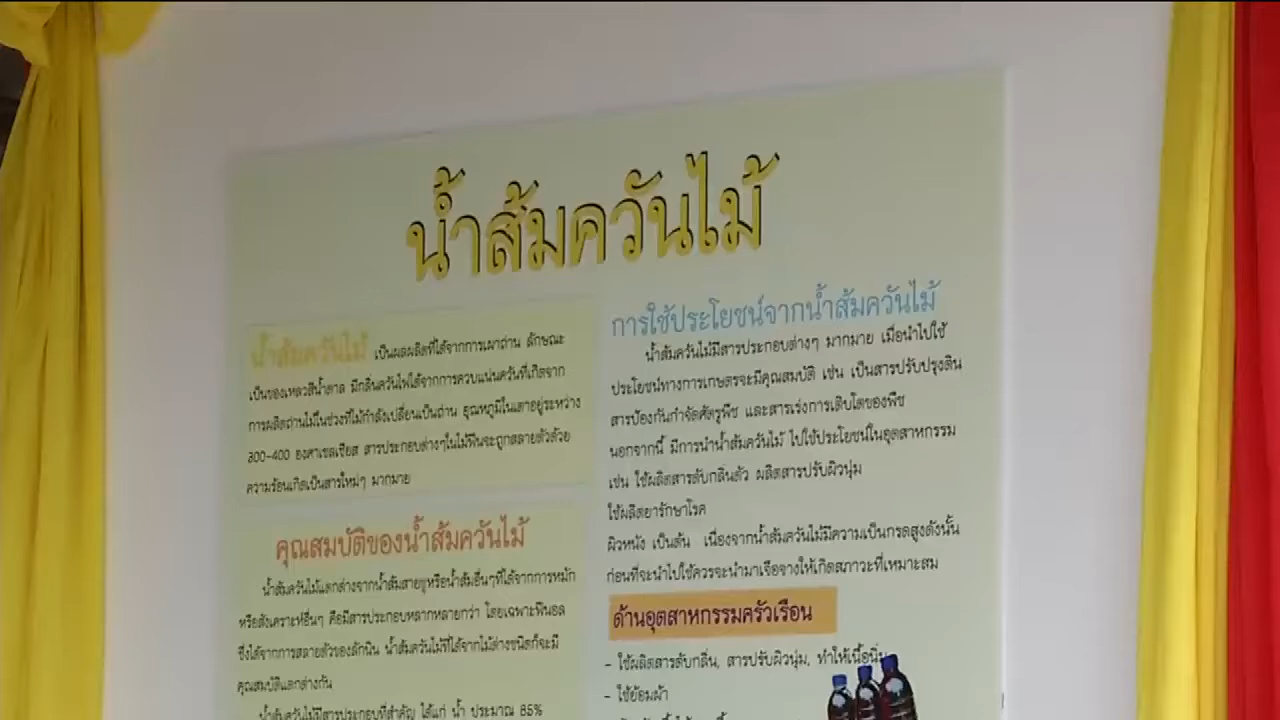 น้ำส้มควันไม้
น้ำส้มควันไม้ เป็นผลผลิตที่ได้จากการเผาถ่าน ลักษณะ
เป็นของเหลวสีน้ำตาล มีกลิ่นควันไฟได้จากการควบแน่นควันที่เกิดจาก
การผลิตถ่านไม้ในช่วงที่ไม้กำลังเปลี่ยนเป็นถ่าน อุณหภูมิในเตาอยู่ระหว่าง
300-400 องศาเซลเซียส สารประกอบต่างๆในไม้ฟืนจะถูกสลายตัวด้วย
ความร้อนเกิดเป็นสารใหม่ๆ มากมาย
คุณสมบัติของน้ำส้มควันไม้
น้ำส้มควันไม้แตกต่างจากน้ำส้มสายชูหรือน้ำส้มอื่นๆที่ได้จากการหมัก
หรือสังเคราะห์อื่นๆ คือมีสารประกอบหลากหลายกว่า โดยเฉพาะฟีนอล
ซึ่งได้จากการสลายตัวของลิกนิน น้ำส้มควันไม้ที่ได้จากไม้ต่างชนิดก็จะมี
คุณสมบัติแตกต่างกัน
น้ำส้มควันไม้มีสารประกอบที่สำคัญ ได้แก่ น้ำ ประมาณ 85%
การใช้ประโยชน์จากน้ำส้มควันไม้
น้ำส้มควันไม้มีสารประกอบต่างๆ มากมาย เมื่อนำไปใช้
ประโยชน์ทางการเกษตรจะมีคุณสมบัติ เช่น เป็นสารปรับปรุงดิน
สารป้องกันกำจัดศัตรูพืช และสารเร่งการเติบโตของพืช
นอกจากนี้ มีการนำน้ำส้มควันไม้ ไปใช้ประโยชน์ในอุตสาหกรรม
เช่น ใช้ผลิตสารดับกลิ่นตัว ผลิตสารปรับผิวนุ่ม
ใช้ผลิตยารักษาโรค
ผิวหนัง เป็นต้น เนื่องจากน้ำส้มควันไม้มีความเป็นกรดสูงดังนั้น
ก่อนที่จะนำไปใช้ควรจะนำมาเจือจางให้เกิดสภาวะที่เหมาะสม
ด้านอุตสาหกรรมครัวเรือน
- ใช้ผลิตสารดับกลิ่น, สารปรับผิวนุ่ม, ทำให้เนื้อนิ่ม
- ใช้ย้อมผ้า